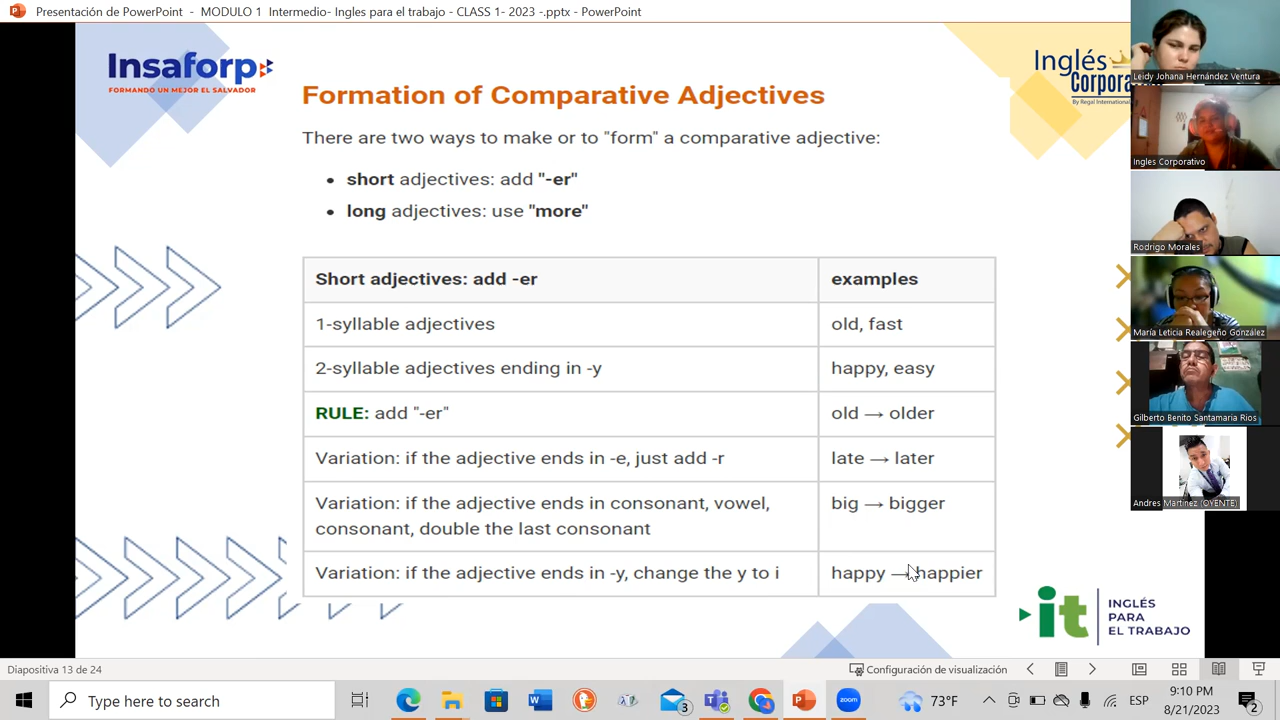 Presentación de PowerPoint - MODULO 1 Intermedio- Ingles para el trabajo - CLASS 1- 2023 -.pptx - PowerPoint
Insaforp
FORMANDO UN MEJOR EL SALVADOR
Inglés
Corpora
By Regal International
Formation of Comparative Adjectives
There are two ways to make or to "form" a comparative adjective:
• short adjectives: add "-er"
• long adjectives: use "more"
Short adjectives: add -er examples
1-syllable adjectives old, fast
2-syllable adjectives ending in -y happy, easy
RULE: add "-er" old → older
Variation: if the adjective ends in -e, just add -r late → later
Variation: if the adjective ends in consonant, vowel, big → bigger
consonant, double the last consonant
Variation: if the adjective ends in -y, change the y to i happy → happier
it
INGLÉS
PARA
EL TRABAJO
Leidy Johana Hernández Ventura
Ingles Corporativo
Rodrigo Morales
María Leticia Realegeño González
Gilberto Benito Santamaria Rios
Andres Martinez (OYENTE)
Diapositiva 13 de 24
Configuración de visualización
Type here to search
zoom
3
73°F
ESP
9:10 PM
8/21/2023
2